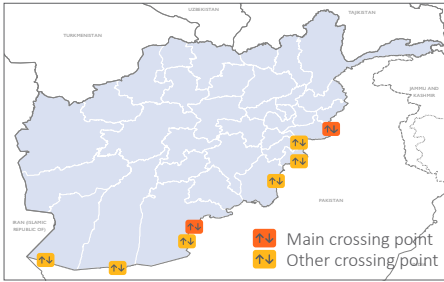 UZBEKISTAN
TAJIKISTAN
TURKMENISTAN
JAMMU AND
KASHMIR
PAKISTAN
IRAN (ISLAMIC
REPUBLIC OF)
Main crossing point
Other crossing point